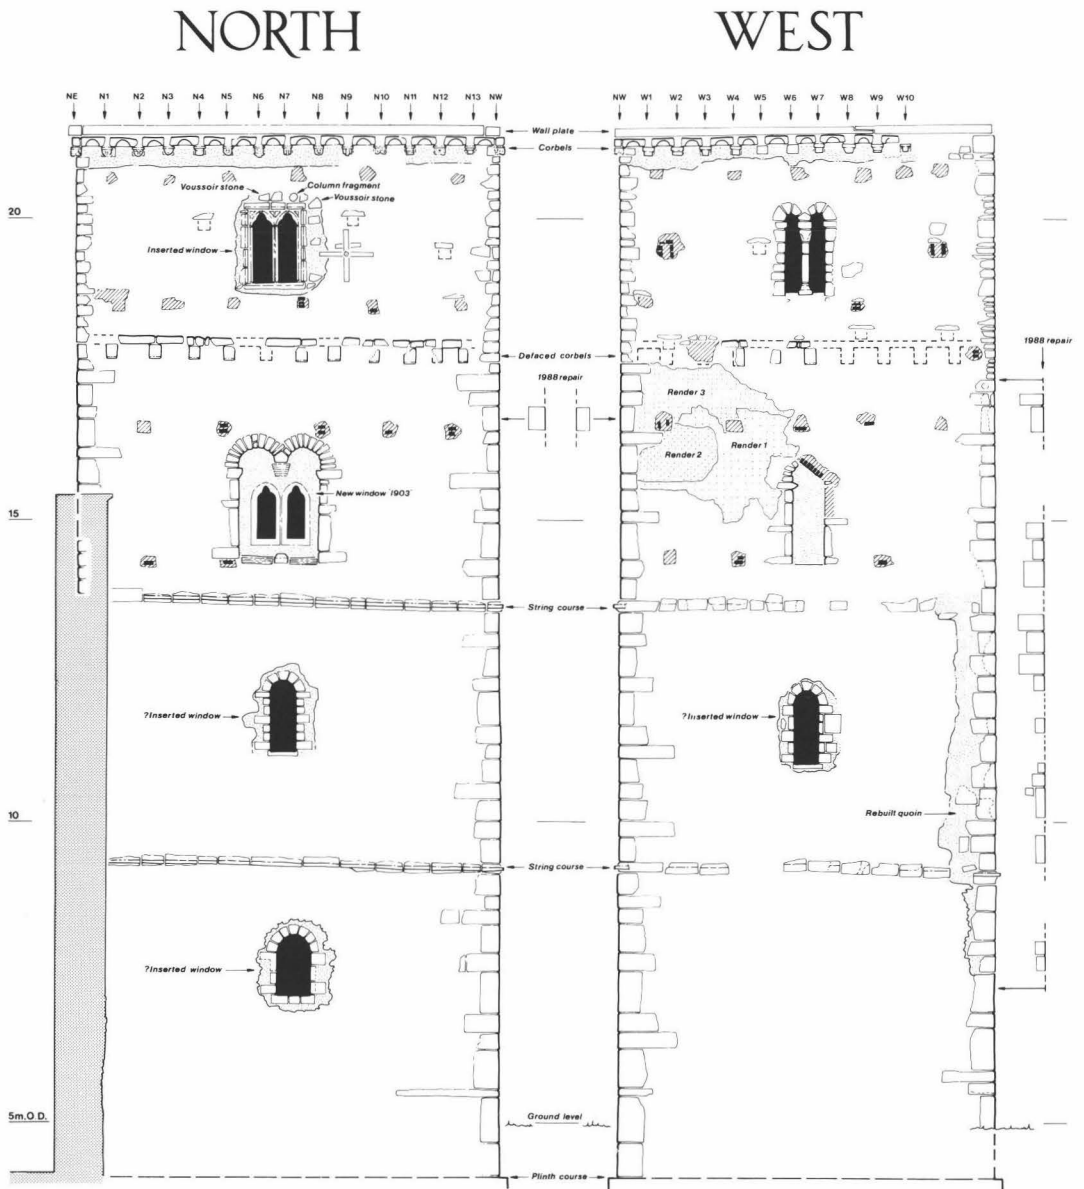 NORTH WEST
NE N1 N2 N3 N4 N5 N6 N7 N8 N9 N10 N11 N12 N13 NW NW W1 W2 W3 W4 W5 W6 W7 W8 W9 W10
Wall plate
Corbels
Voussoir stone Column fragment
Voussoir stone
20
Inserted window
Defaced corbels
1988 repair
1988 repair
Render 3
Render 1
Render 2
New window 1903
15
String course
?Inserted window ?Inserted window
10
Rebuilt quoin
String course
?Inserted window
5m.O.D.
Ground level
Plinth course